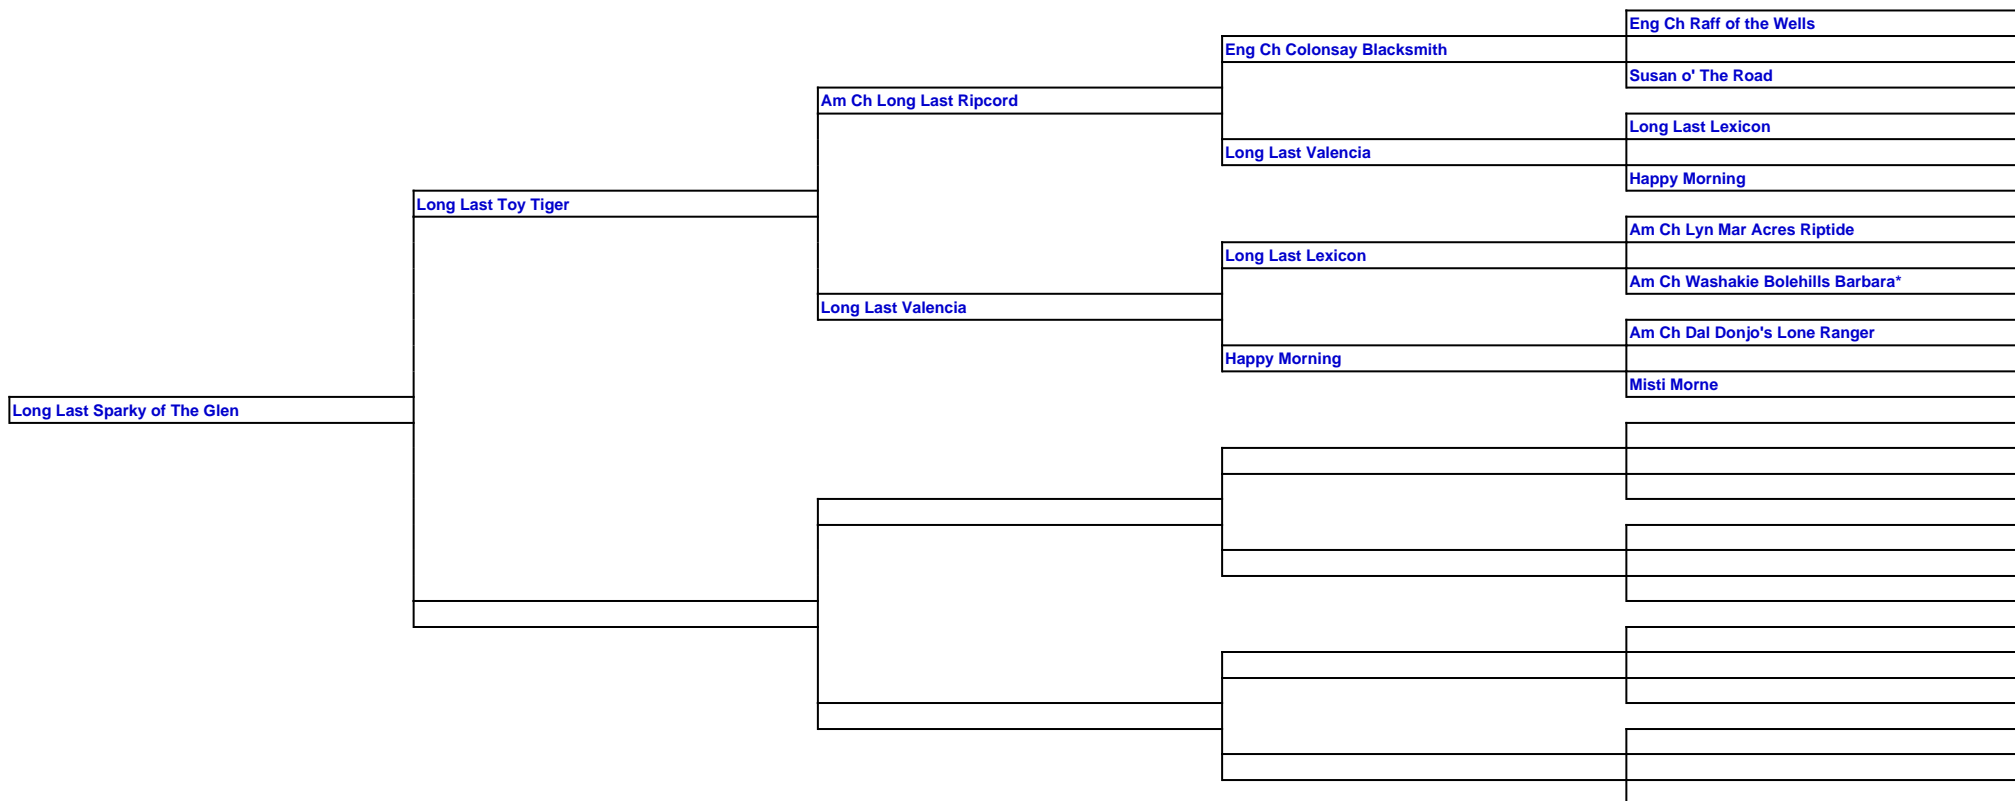 Eng Ch Raff of the Wells
Eng Ch Colonsay Blacksmith
Susan o' The Road
Am Ch Long Last Ripcord
Long Last Lexicon
Long Last Valencia
Happy Morning
Long Last Toy Tiger
Am Ch Lyn Mar Acres Riptide
Long Last Lexicon
Am Ch Washakie Bolehills Barbara*
Long Last Valencia
Am Ch Dal Donjo's Lone Ranger
Happy Morning
Misti Morne
Long Last Sparky of The Glen